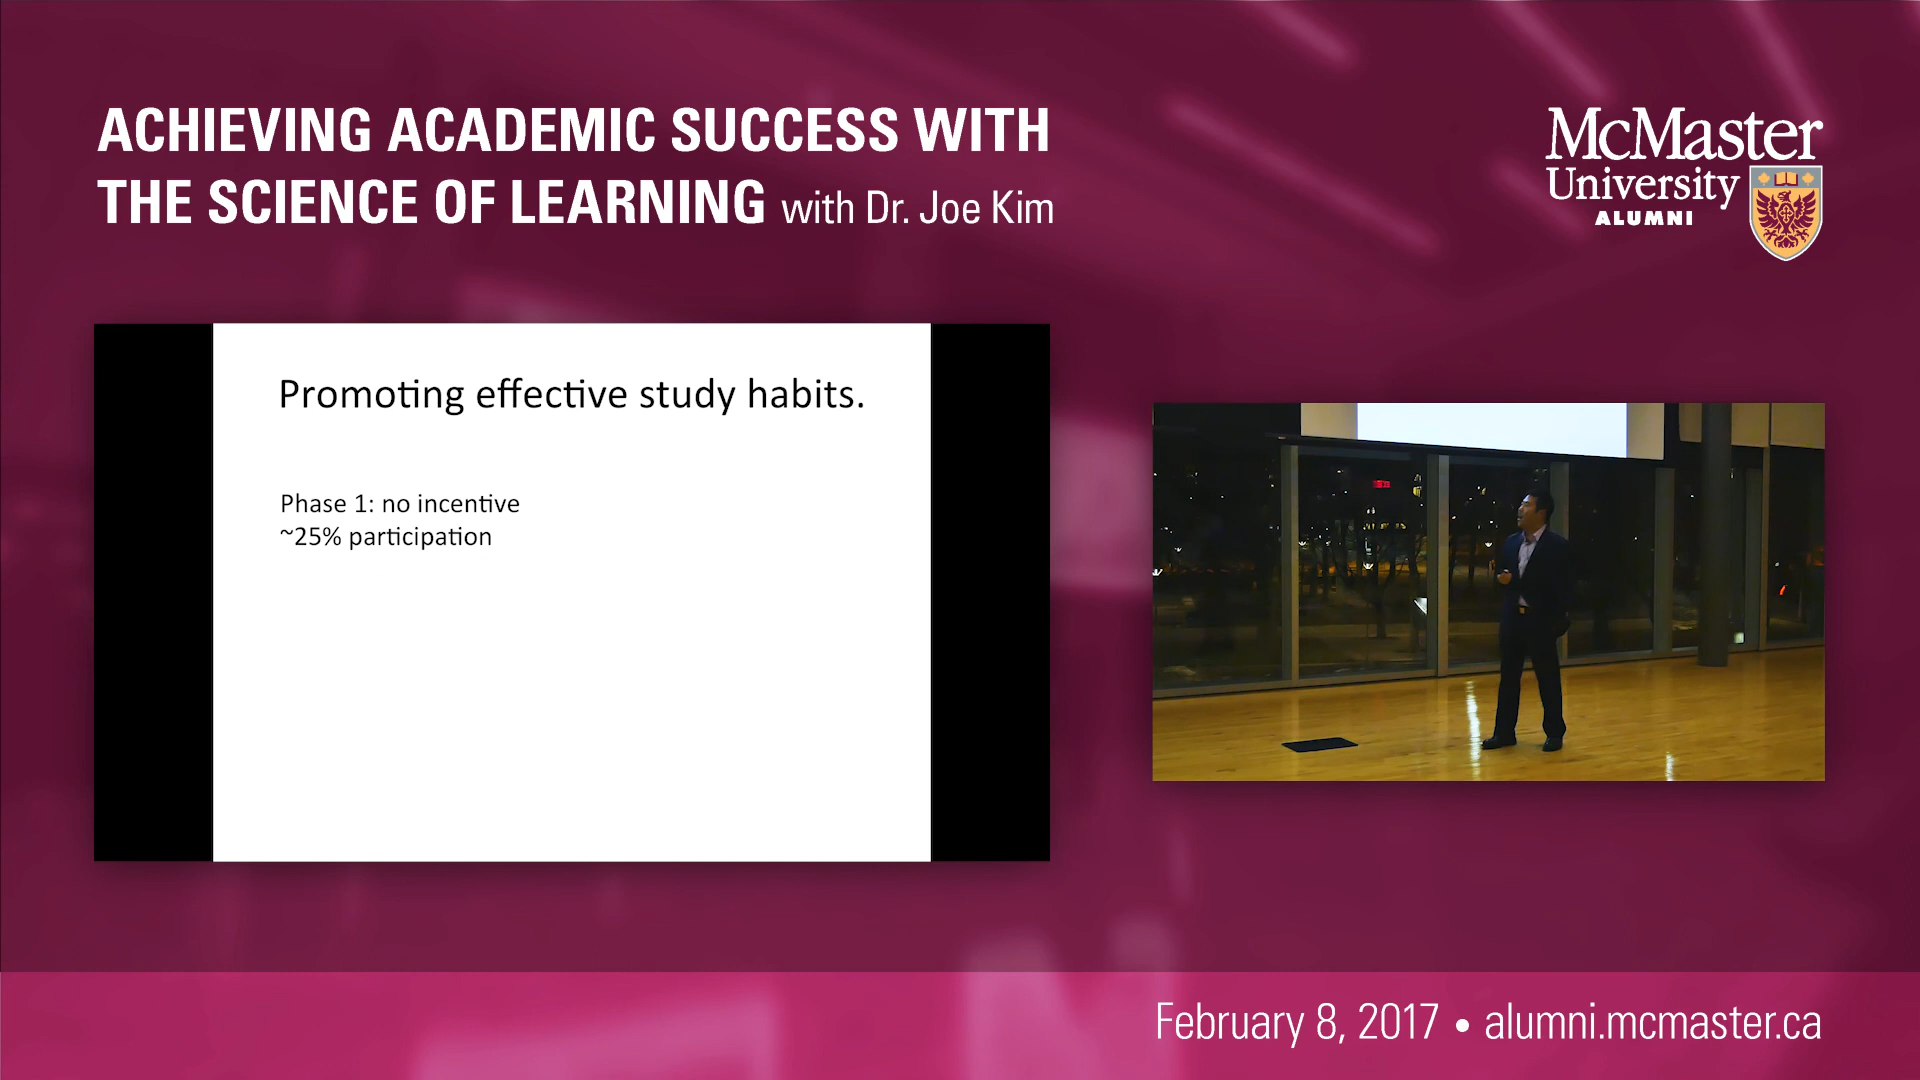 ACHIEVING ACADEMIC SUCCESS WITH
THE SCIENCE OF LEARNING with Dr. Joe Kim
McMaster
University
ALUMNI
Promoting effective study habits.
Phase 1: no incentive
~25% participation
February 8, 2017 • alumni.mcmaster.ca